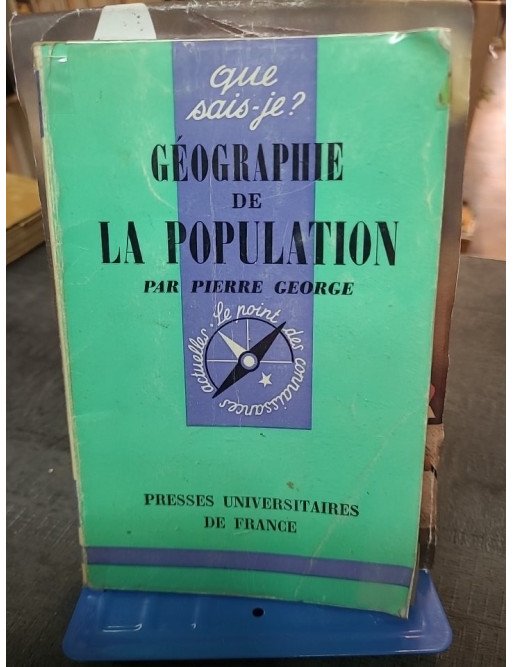 que
sais-je?
GÉOGRAPHIE
DE
LA POPULATION
PAR PIERRE GEORGE
Le point des connaissances actuelles.
PRESSES UNIVERSITAIRES
DE FRANCE